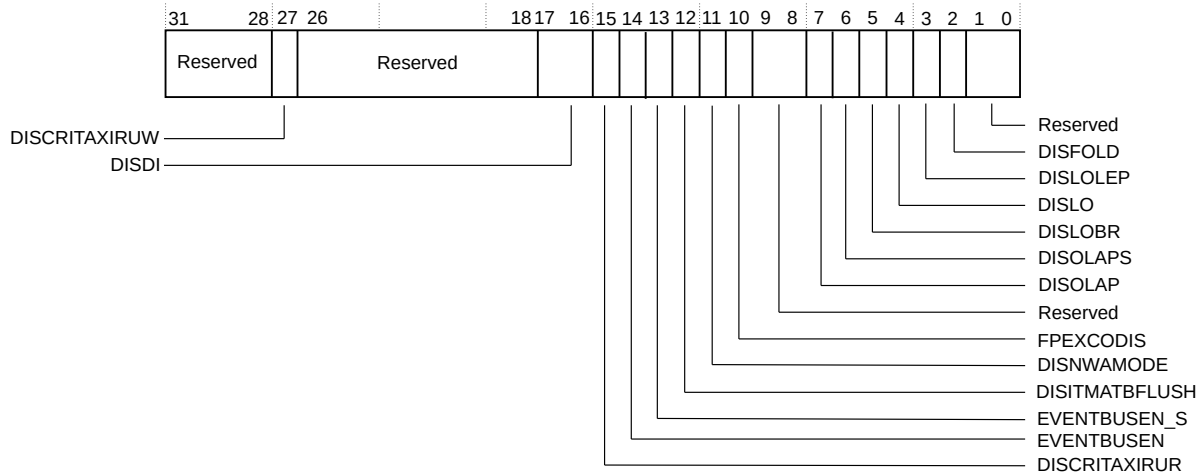 31 28 27 26 18 17 16 15 14 13 12 11 10 9 8 7 6 5 4 3 2 1 0
Reserved Reserved
DISCRITAXIRUW
DISDI
Reserved
DISFOLD
DISLOLEP
DISLO
DISLOBR
DISOLAPS
DISOLAP
Reserved
FPEXCODIS
DISNWAMODE
DISITMATBFLUSH
EVENTBUSEN_S
EVENTBUSEN
DISCRITAXIRUR